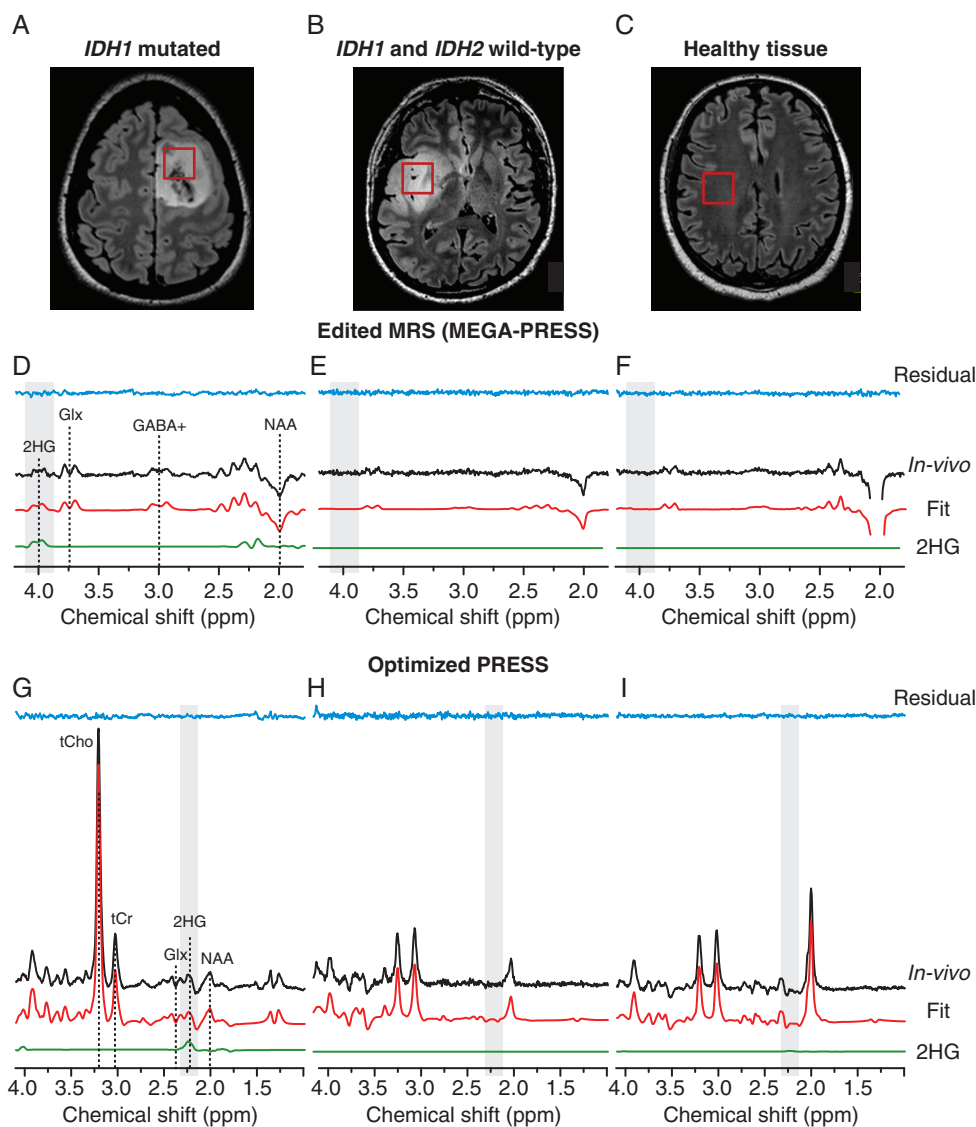 A B C
IDH1 mutated IDH1 and IDH2 wild-type Healthy tissue
Edited MRS (MEGA-PRESS)
D E F
Residual
Glx
GABA+ NAA
2HG
In-vivo
Fit
2HG
4.0 3.5 3.0 2.5 2.0 4.0 3.5 3.0 2.5 2.0 4.0 3.5 3.0 2.5 2.0
Chemical shift (ppm) Chemical shift (ppm) Chemical shift (ppm)
Optimized PRESS
G H I
Residual
tCho
tCr 2HG
Glx NAA
In-vivo
Fit
2HG
4.0 3.5 3.0 2.5 2.0 1.5 4.0 3.5 3.0 2.5 2.0 1.5 4.0 3.5 3.0 2.5 2.0 1.5
Chemical shift (ppm) Chemical shift (ppm) Chemical shift (ppm)